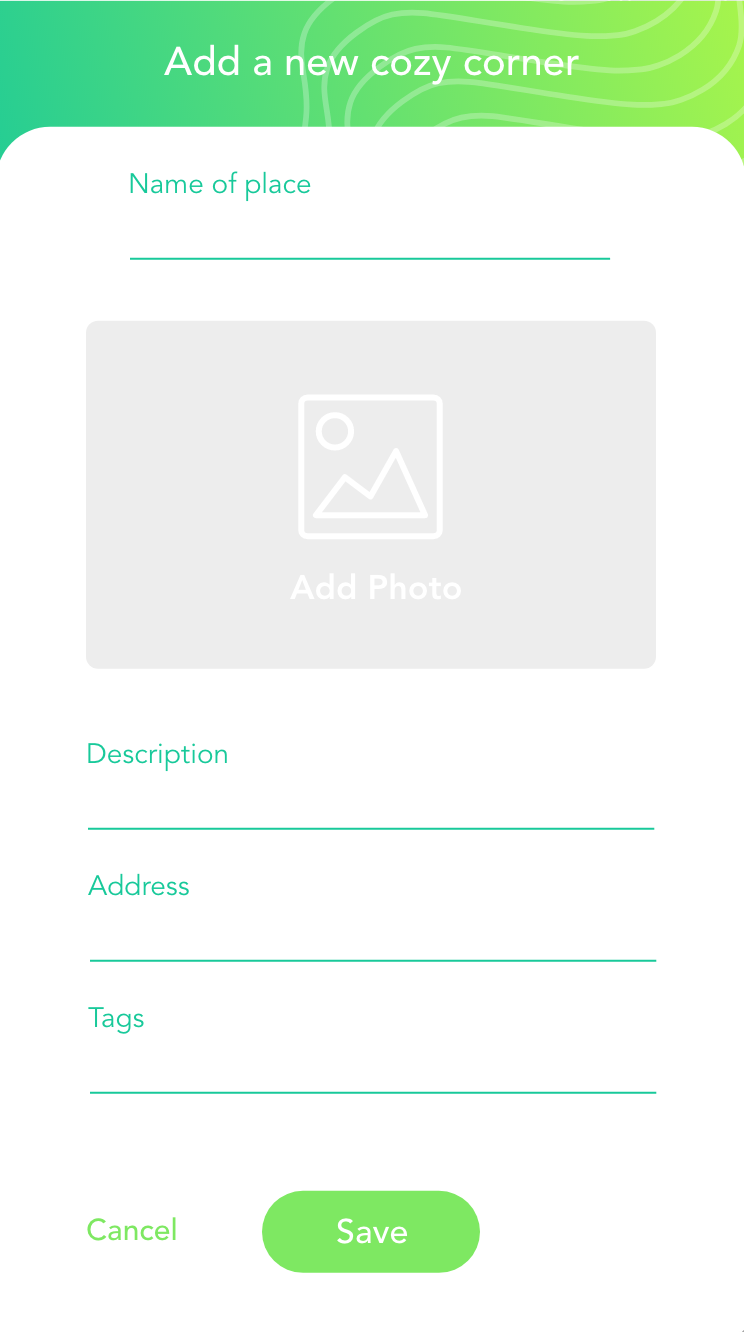 Add a new cozy corner
Name of place
Add Photo
Description
Address
Tags
Cancel Save